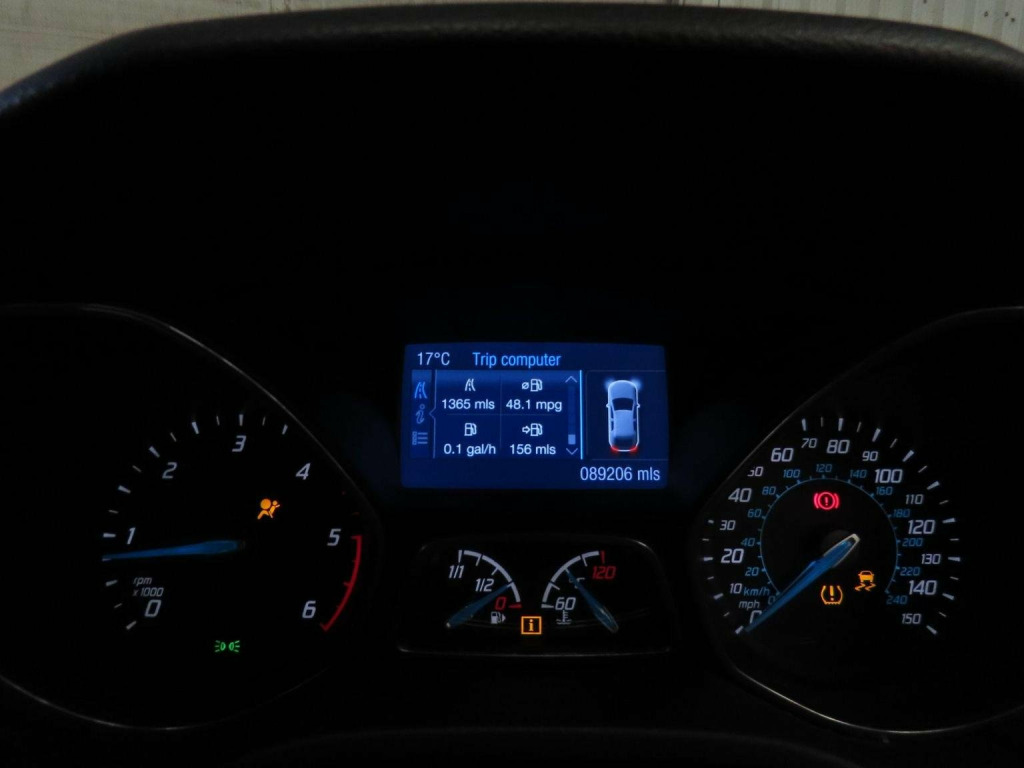 17°C Trip computer
1365 mls 48.1 mpg
0.1 gal/h 156 mls
089206 mls
0 1 2 3 4 5 6
rpm
x 1000
1/1 1/2 0
60 120
i
0 10 20 30 40 50 60 70 80 90 100 110 120 130 140 150
20 40 60 80 100 120 140 160 180 200 220 240
km/h
mph